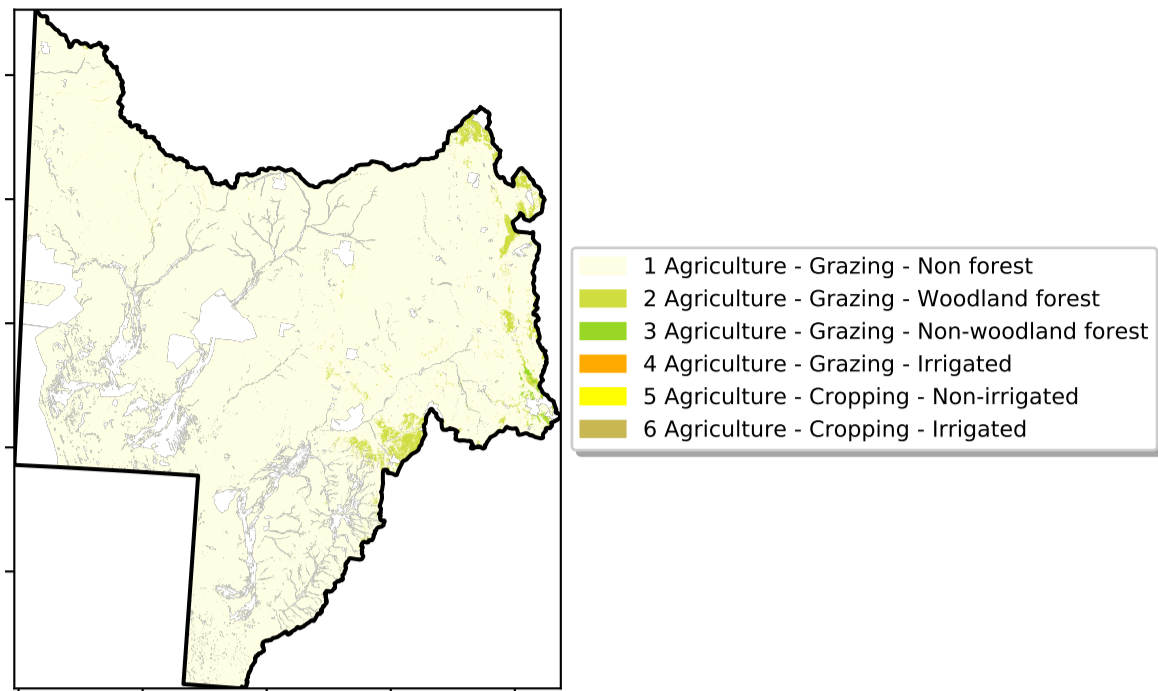 1 Agriculture - Grazing - Non forest
2 Agriculture - Grazing - Woodland forest
3 Agriculture - Grazing - Non-woodland forest
4 Agriculture - Grazing - Irrigated
5 Agriculture - Cropping - Non-irrigated
6 Agriculture - Cropping - Irrigated